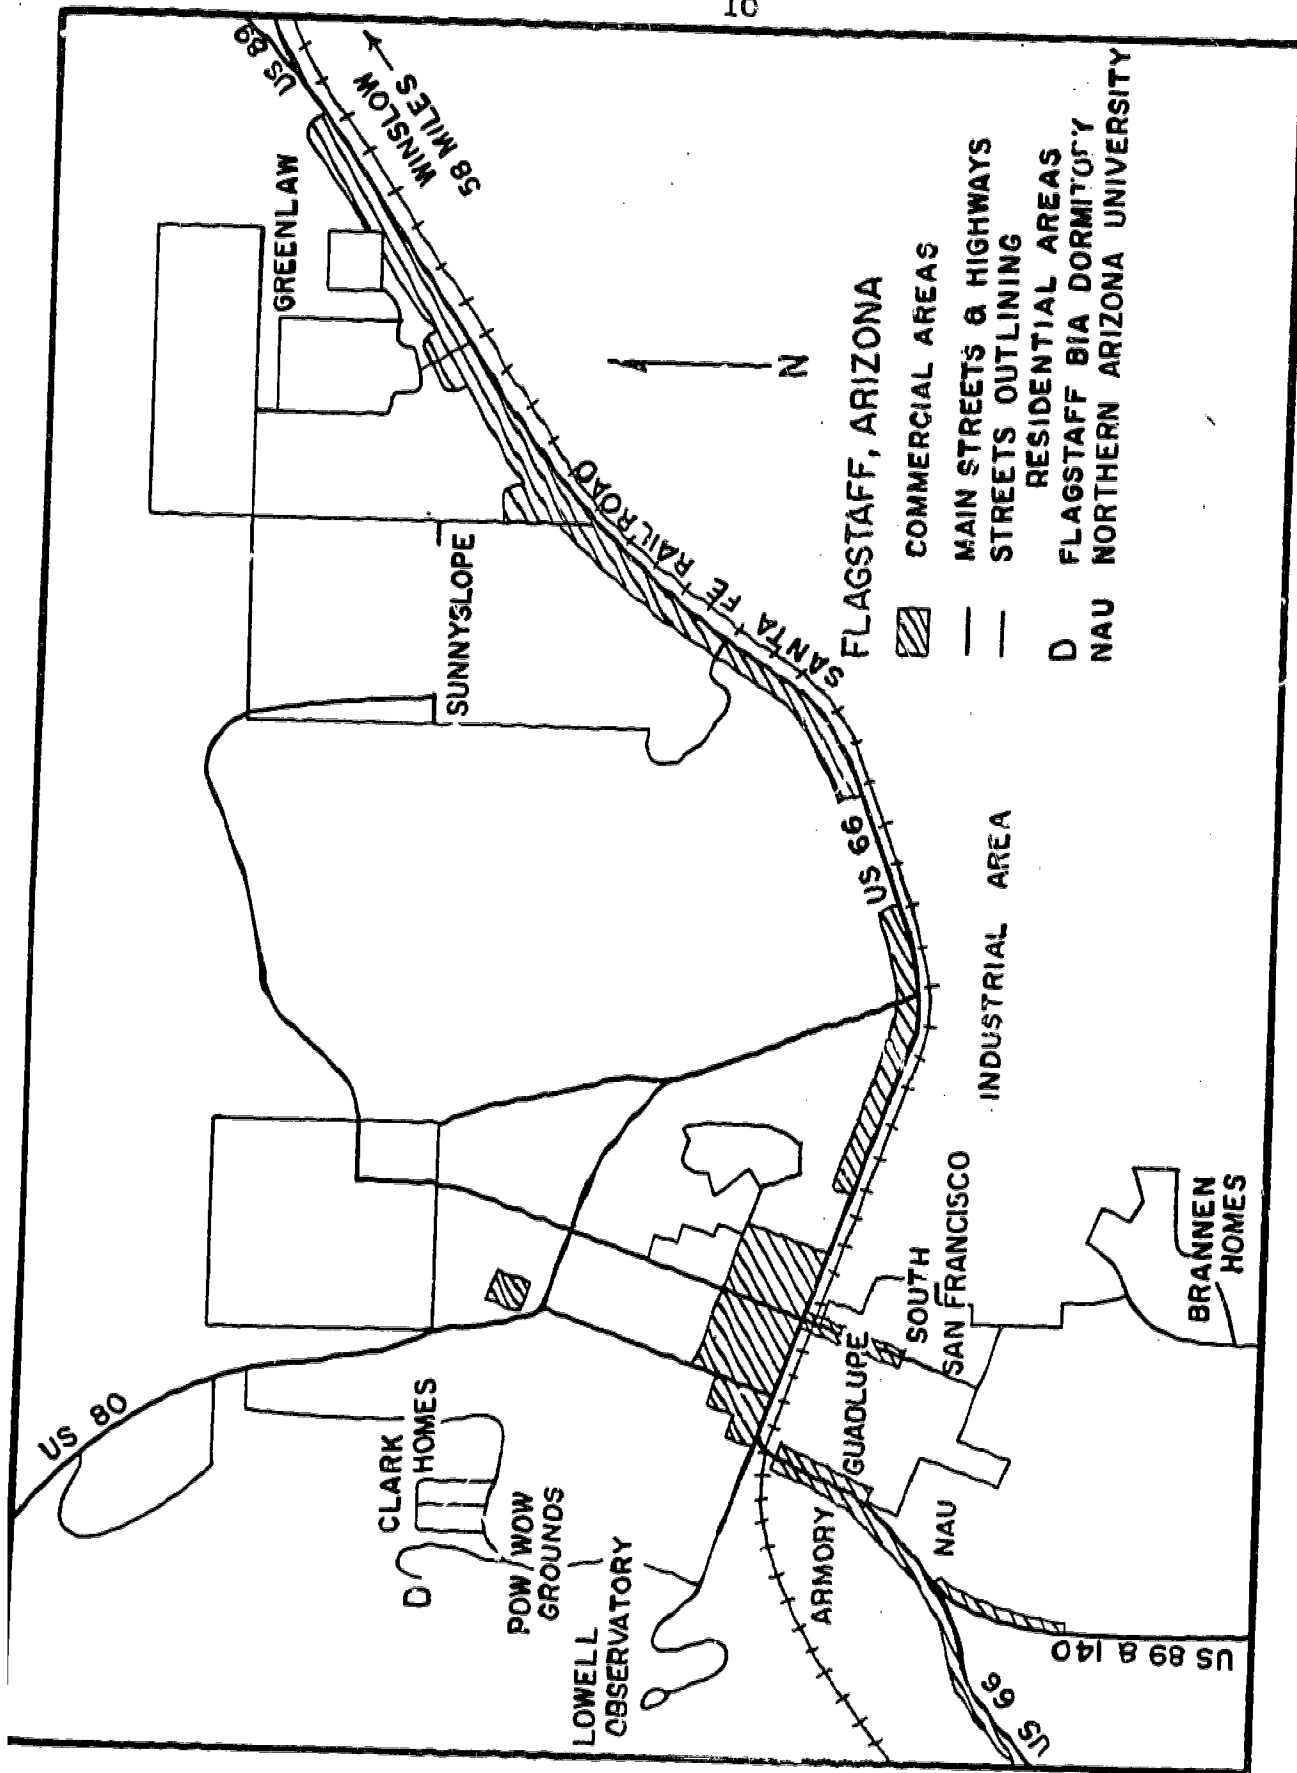 10
US 89
WINSLOW
58 MILES
GREENLAW
SUNNYSLOPE
SANTA FE RAILROAD
US 66
US 80
CLARK
HOMES
D
POW WOW
GROUNDS
LOWELL
OBSERVATORY
ARMORY
GUADLUPE
SOUTH
SAN FRANCISCO
INDUSTRIAL AREA
BRANNEN
HOMES
NAU
US 89 & 140
US 66
N
FLAGSTAFF, ARIZONA
COMMERCIAL AREAS
MAIN STREETS & HIGHWAYS
STREETS OUTLINING
RESIDENTIAL AREAS
D FLAGSTAFF BIA DORMITORY
NAU NORTHERN ARIZONA UNIVERSITY